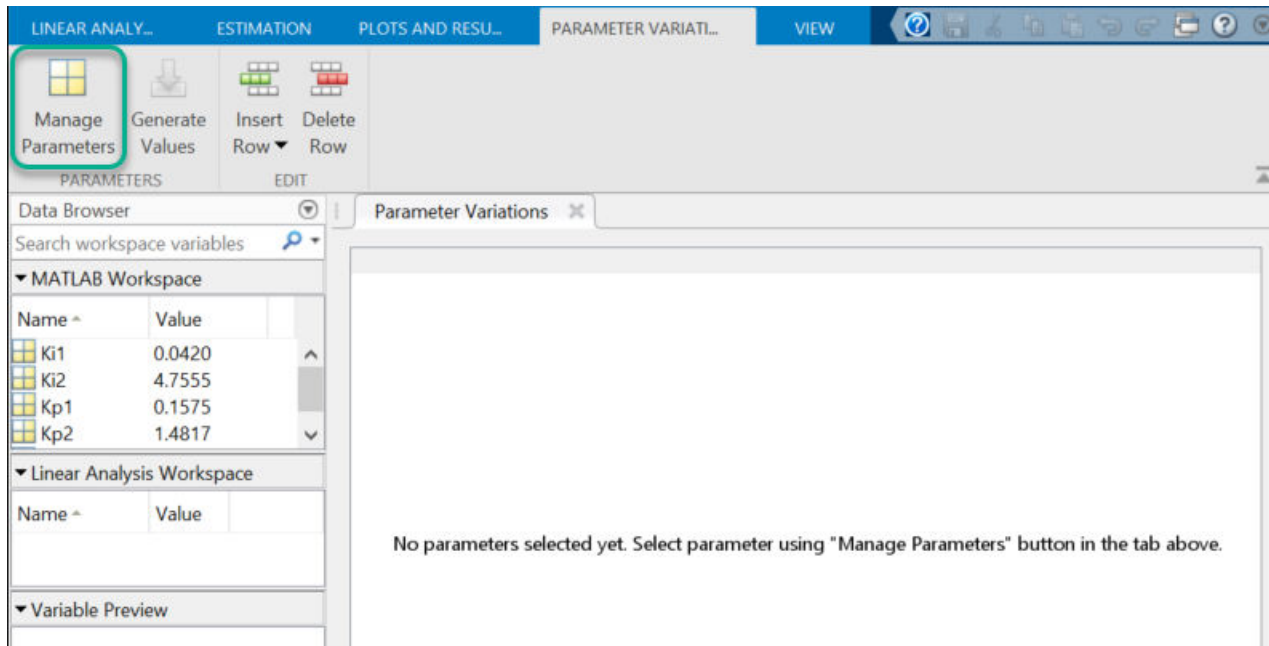 LINEAR ANALY...
ESTIMATION
PLOTS AND RESU...
PARAMETER VARIATI...
VIEW
Manage
Parameters
Generate
Values
Insert
Row
Delete
Row
PARAMETERS
EDIT
Data Browser
Search workspace variables
MATLAB Workspace
Name Value
Ki1 0.0420
Ki2 4.7555
Kp1 0.1575
Kp2 1.4817
Linear Analysis Workspace
Name Value
Variable Preview
Parameter Variations
No parameters selected yet. Select parameter using "Manage Parameters" button in the tab above.